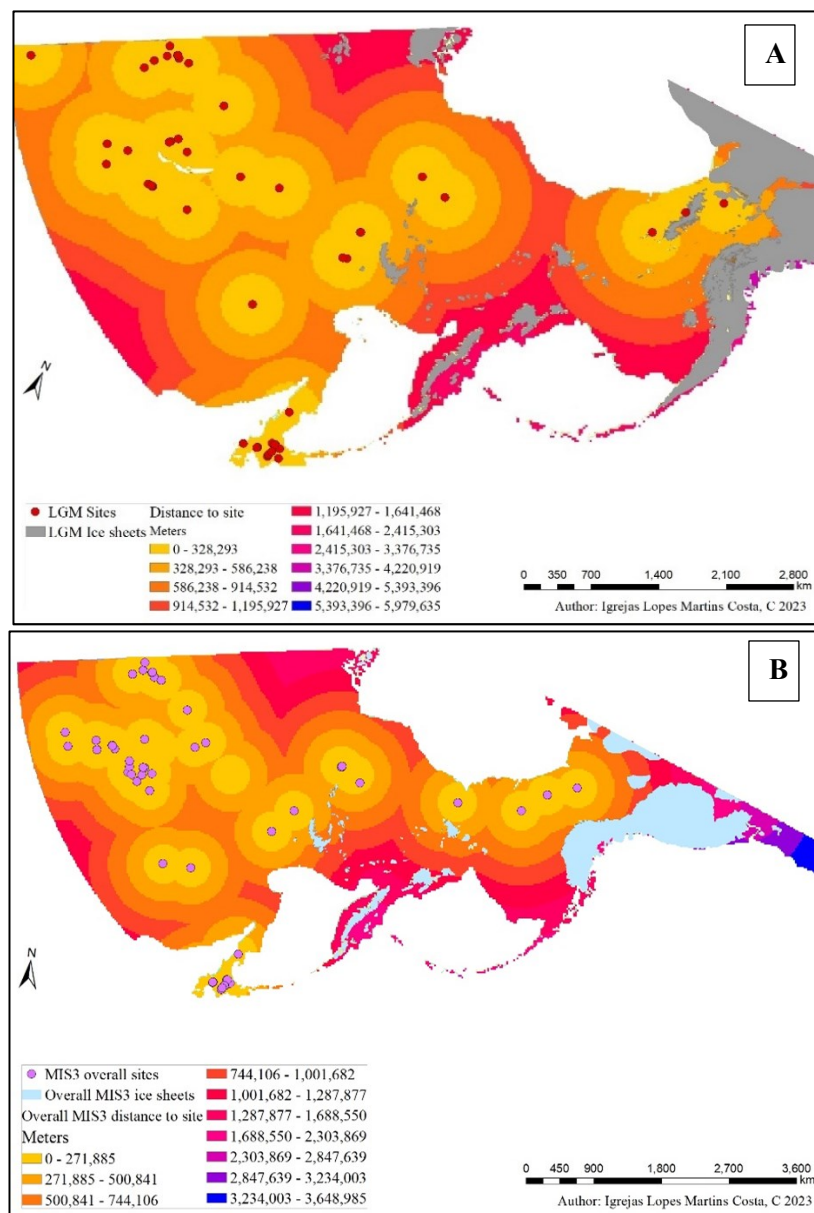 A
N
LGM Sites
LGM Ice sheets
Distance to site
Meters
0 - 328,293
328,293 - 586,238
586,238 - 914,532
914,532 - 1,195,927
1,195,927 - 1,641,468
1,641,468 - 2,415,303
2,415,303 - 3,376,735
3,376,735 - 4,220,919
4,220,919 - 5,393,396
5,393,396 - 5,979,635
0 350 700 1,400 2,100 2,800
km
Author: Igrejas Lopes Martins Costa, C 2023
B
N
MIS3 overall sites
Overall MIS3 ice sheets
Overall MIS3 distance to site
Meters
0 - 271,885
271,885 - 500,841
500,841 - 744,106
744,106 - 1,001,682
1,001,682 - 1,287,877
1,287,877 - 1,688,550
1,688,550 - 2,303,869
2,303,869 - 2,847,639
2,847,639 - 3,234,003
3,234,003 - 3,648,985
0 450 900 1,800 2,700 3,600
km
Author: Igrejas Lopes Martins Costa, C 2023